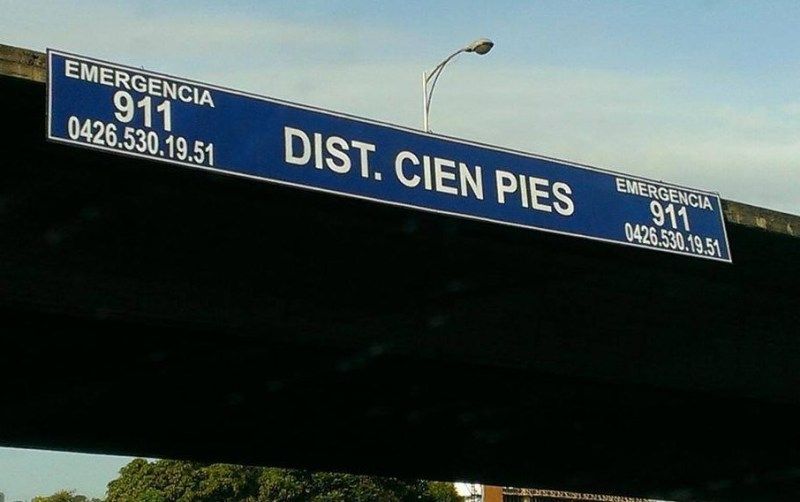 EMERGENCIA
911
0426.530.19.51
DIST. CIEN PIES
EMERGENCIA
911
0426.530.19.51